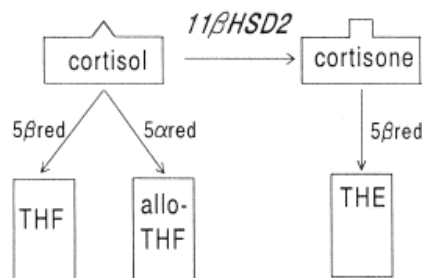 11βHSD2
cortisol
cortisone
5βred
5αred
5βred
THF
allo-
THF
THE